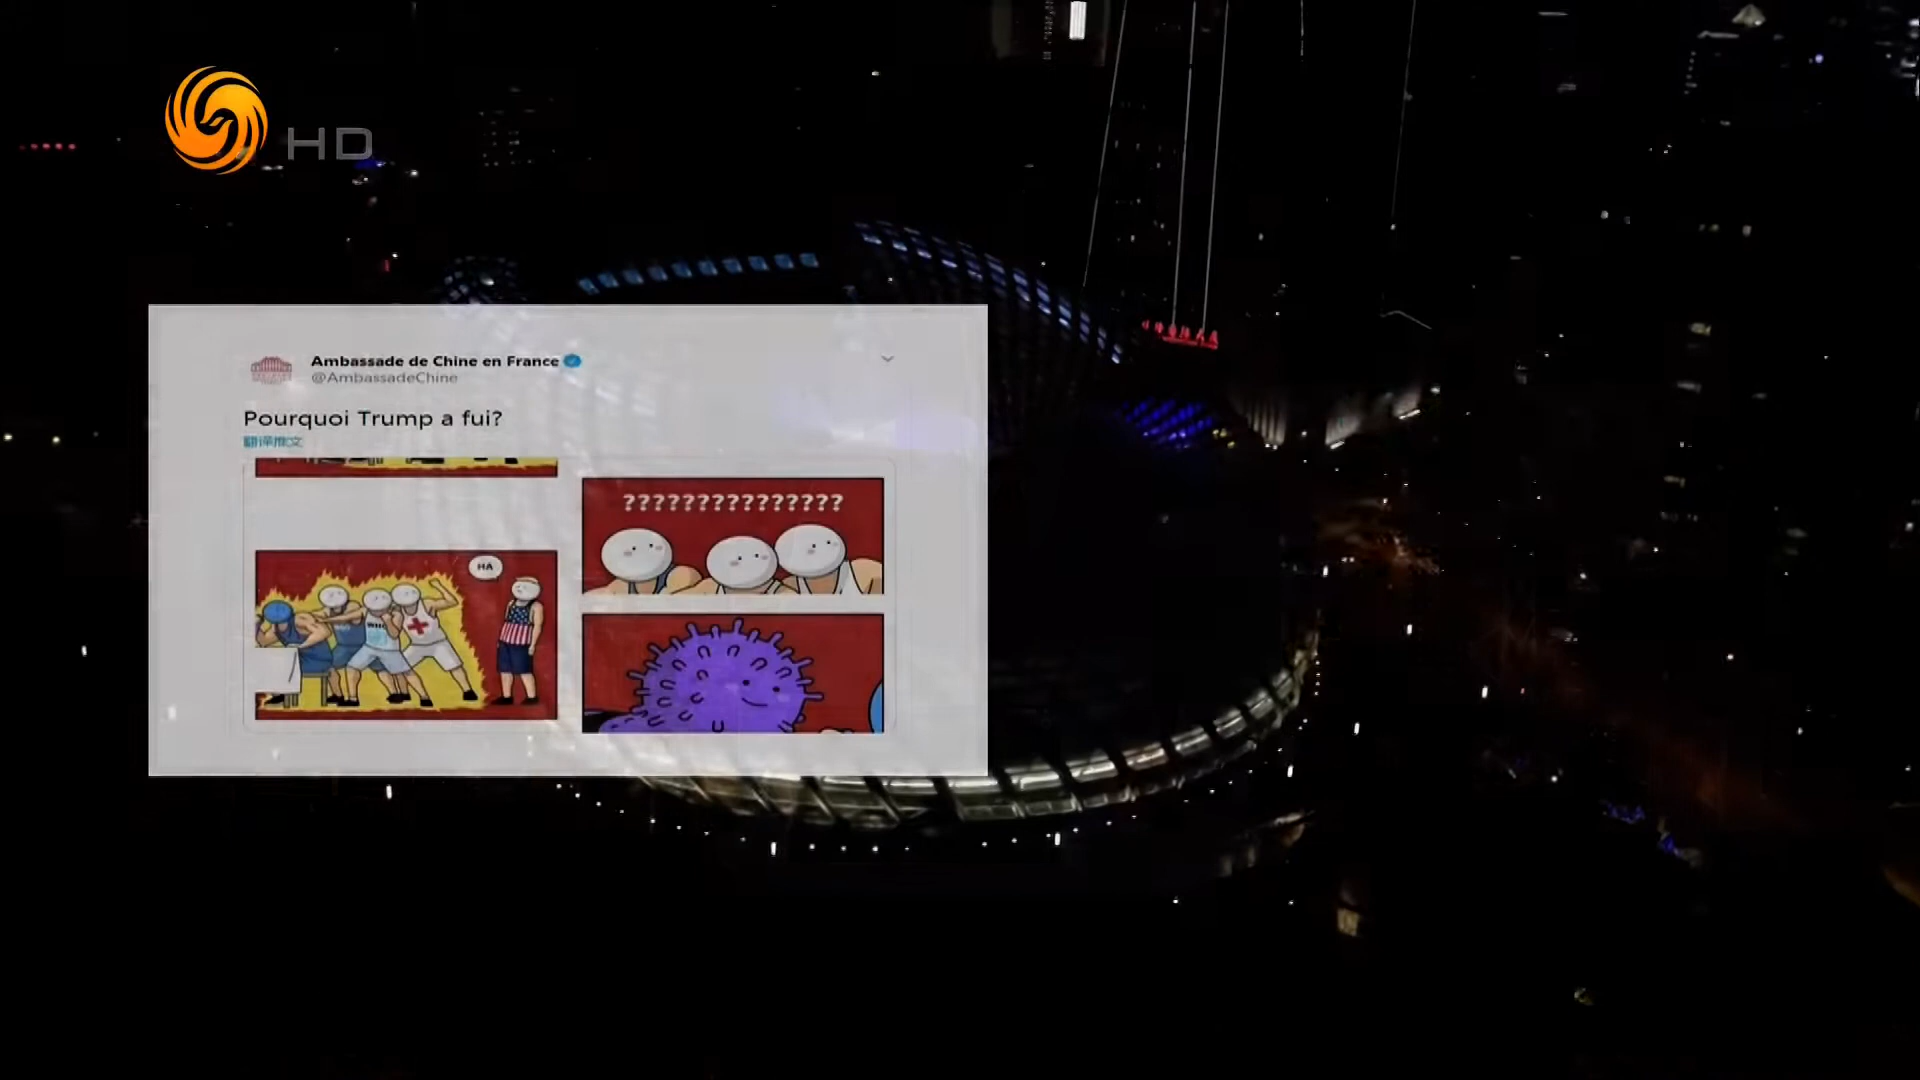 HD
Ambassade de Chine en France
@AmbassadeChine
Pourquoi Trump a fui?
翻译推文
???????????????
HA